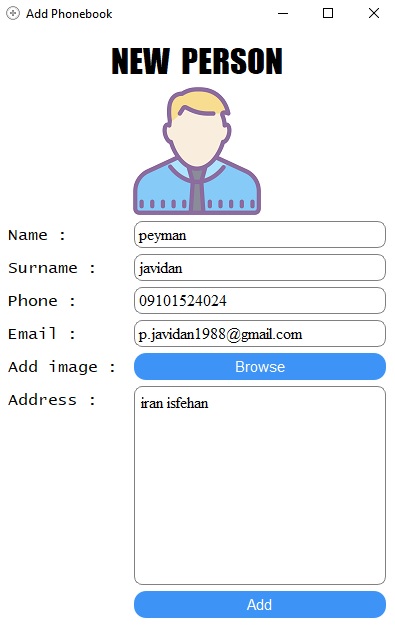 Add Phonebook
NEW PERSON
Name : peyman
Surname : javidan
Phone : 09101524024
Email : p.javidan1988@gmail.com
Add image : Browse
Address : iran isfehan
Add